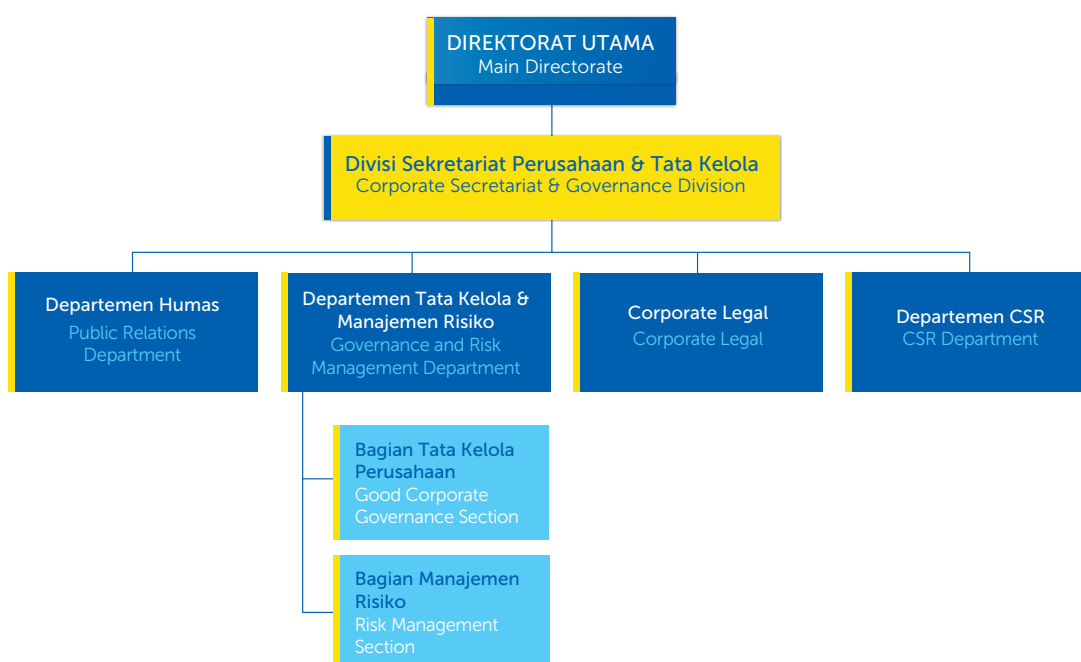 DIREKTORAT UTAMA
Main Directorate
Divisi Sekretariat Perusahaan & Tata Kelola
Corporate Secretariat & Governance Division
Departemen Humas
Public Relations
Department
Departemen Tata Kelola &
Manajemen Risiko
Governance and Risk
Management Department
Corporate Legal
Corporate Legal
Departemen CSR
CSR Department
Bagian Tata Kelola
Perusahaan
Good Corporate
Governance Section
Bagian Manajemen
Risiko
Risk Management
Section